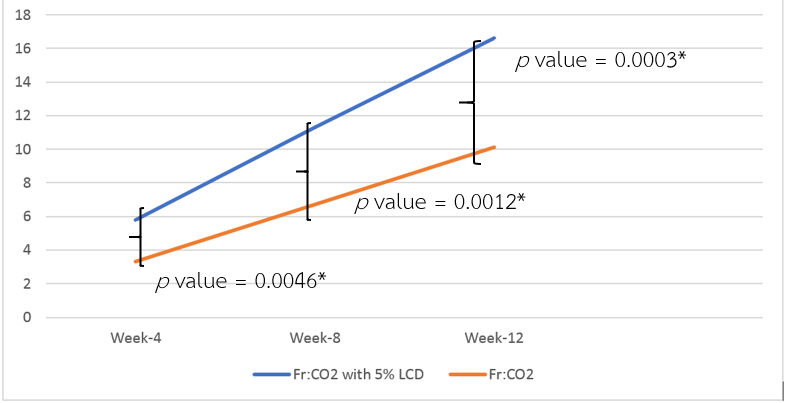 18
16
p value = 0.0003*
14
12
10
8
p value = 0.0012*
6
4
p value = 0.0046*
2
0
Week-4 Week-8 Week-12
Fr:CO2 with 5% LCD Fr:CO2